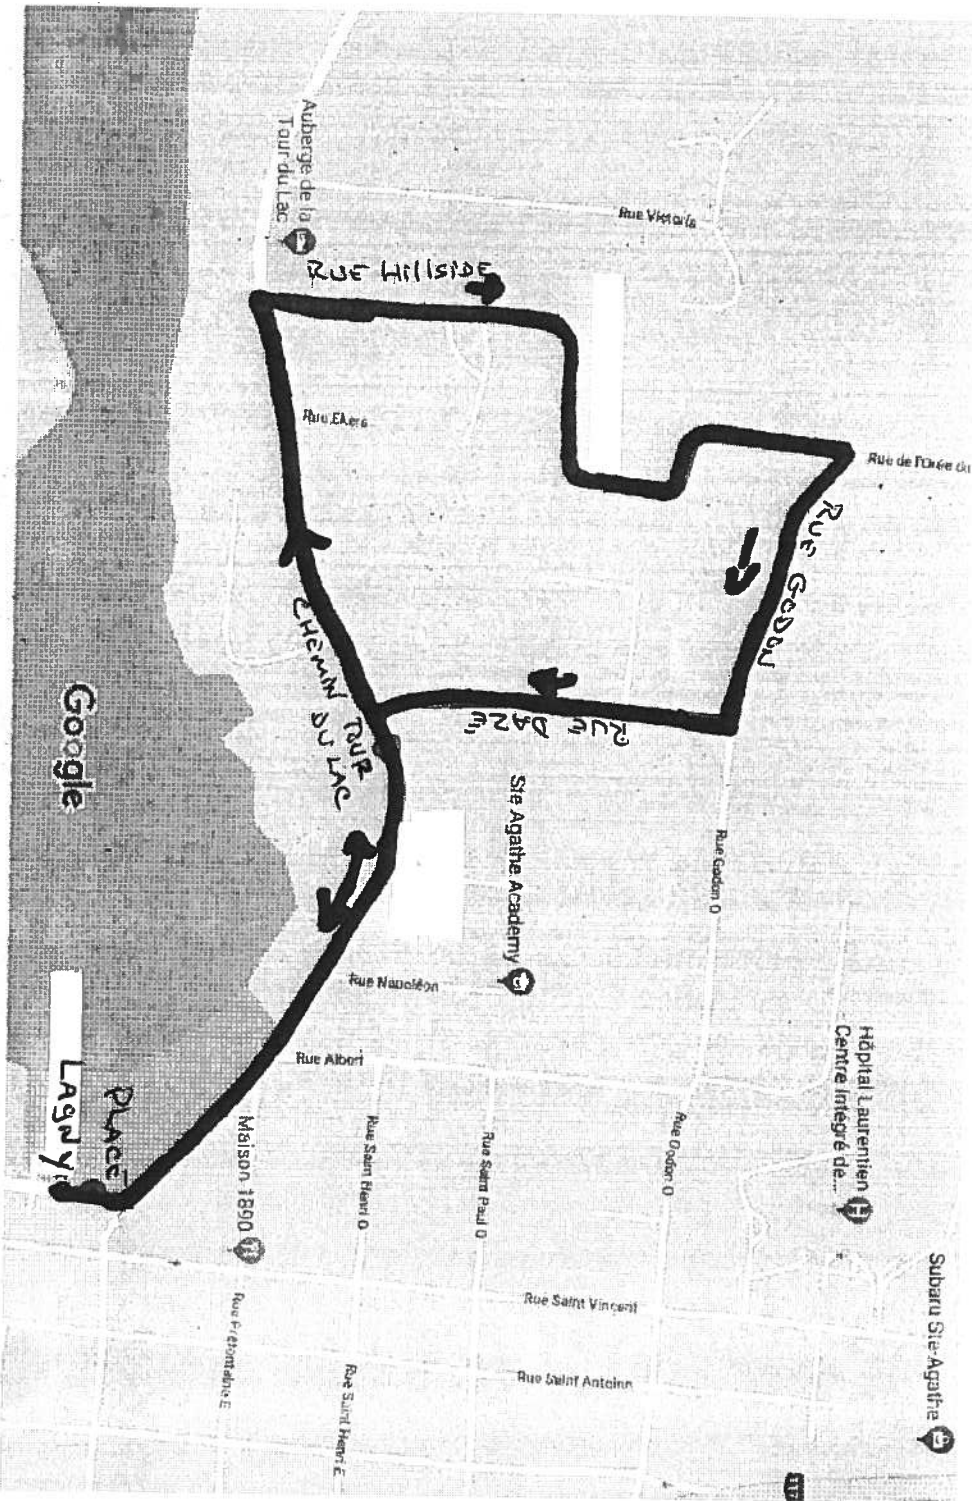 Auberge de la
Tour du Lac
Rue Victoria
RUE HillSIDE
Rue Ekers
Rue de l'Orée du
RUE GODON
CHEMIN TOUR
DU LAC
RUE DAZÉ
Google
Ste Agathe Academy
Rue Godon O
Rue Napoléon
Rue Albert
Hôpital Laurentien
Centre intégré de...
H
PLACE
LAGNY
Maison 1890
Rue Saint Henri O
Rue Saint Paul O
Rue Godon O
Subaru Ste-Agathe
Rue Saint Vincent
Rue Saint Antoine
Rue Préfontaine E
Rue Saint Henri E
117